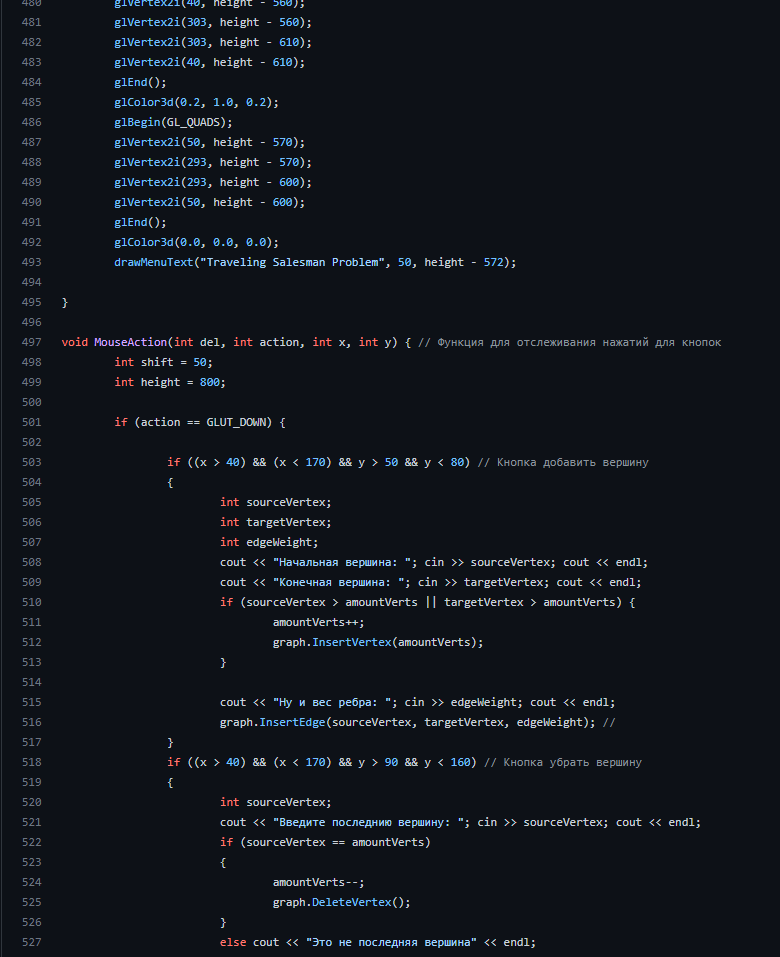 480 glVertex2i(40, height - 560);
481 glVertex2i(303, height - 560);
482 glVertex2i(303, height - 610);
483 glVertex2i(40, height - 610);
484 glEnd();
485 glColor3d(0.2, 1.0, 0.2);
486 glBegin(GL_QUADS);
487 glVertex2i(50, height - 570);
488 glVertex2i(293, height - 570);
489 glVertex2i(293, height - 600);
490 glVertex2i(50, height - 600);
491 glEnd();
492 glColor3d(0.0, 0.0, 0.0);
493 drawMenuText("Traveling Salesman Problem", 50, height - 572);
494
495 }
496
497 void MouseAction(int del, int action, int x, int y) { // Функция для отслеживания нажатий для кнопок
498 int shift = 50;
499 int height = 800;
500
501 if (action == GLUT_DOWN) {
502
503 if ((x > 40) && (x < 170) && y > 50 && y < 80) // Кнопка добавить вершину
504 {
505 int sourceVertex;
506 int targetVertex;
507 int edgeWeight;
508 cout << "Начальная вершина: "; cin >> sourceVertex; cout << endl;
509 cout << "Конечная вершина: "; cin >> targetVertex; cout << endl;
510 if (sourceVertex > amountVerts || targetVertex > amountVerts) {
511 amountVerts++;
512 graph.InsertVertex(amountVerts);
513 }
514
515 cout << "Ну и вес ребра: "; cin >> edgeWeight; cout << endl;
516 graph.InsertEdge(sourceVertex, targetVertex, edgeWeight); //
517 }
518 if ((x > 40) && (x < 170) && y > 90 && y < 160) // Кнопка убрать вершину
519 {
520 int sourceVertex;
521 cout << "Введите последнию вершину: "; cin >> sourceVertex; cout << endl;
522 if (sourceVertex == amountVerts)
523 {
524 amountVerts--;
525 graph.DeleteVertex();
526 }
527 else cout << "Это не последняя вершина" << endl;